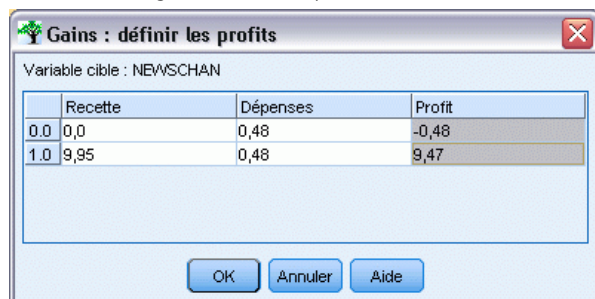 Gains : définir les profits
Variable cible : NEWSCHAN
Recette Dépenses Profit
0.0 0,0 0,48 -0,48
1.0 9,95 0,48 9,47
OK Annuler Aide